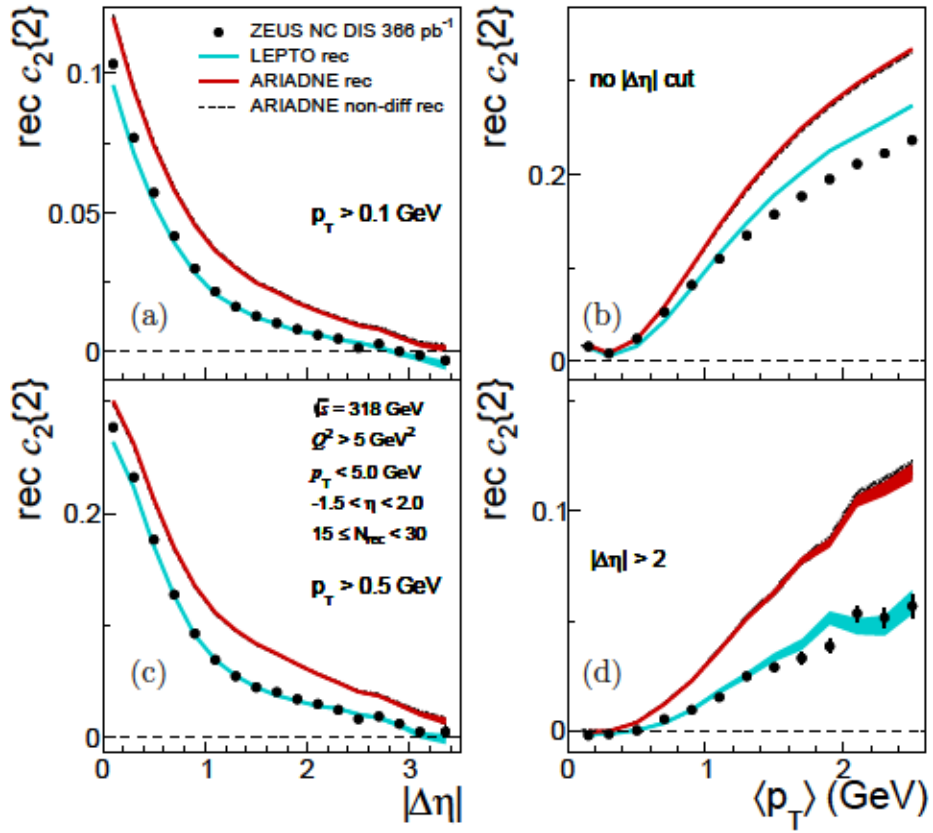 rec c₂{2}
0.1
0.05
0
ZEUS NC DIS 366 pb⁻¹
LEPTO rec
ARIADNE rec
ARIADNE non-diff rec
p_T > 0.1 GeV
(a)
rec c₂{2}
0.2
0
no |Δη| cut
(b)
rec c₂{2}
0.2
0
√s = 318 GeV
Q² > 5 GeV²
p_T < 5.0 GeV
-1.5 < η < 2.0
15 ≤ N_rec < 30
p_T > 0.5 GeV
(c)
0 1 2 3
|Δη|
rec c₂{2}
0.1
0
|Δη| > 2
(d)
0 1 2
⟨p_T⟩ (GeV)